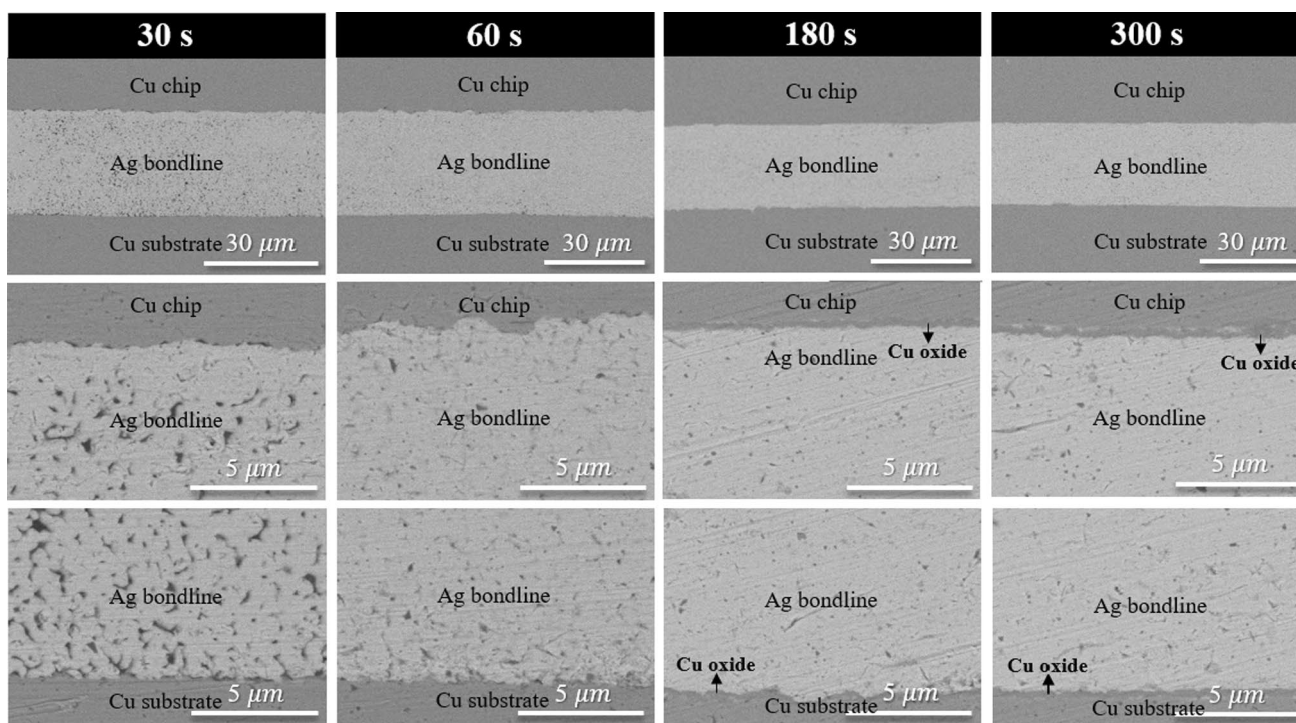 30 s
60 s
180 s
300 s
Cu chip
Cu chip
Cu chip
Cu chip
Ag bondline
Ag bondline
Ag bondline
Ag bondline
Cu substrate
Cu substrate
Cu substrate
Cu substrate
30 μm
30 μm
30 μm
30 μm
Cu chip
Cu chip
Cu chip
Cu chip
Ag bondline
Cu oxide
Cu oxide
Ag bondline
Ag bondline
Ag bondline
5 μm
5 μm
5 μm
5 μm
Ag bondline
Ag bondline
Ag bondline
Ag bondline
Cu oxide
Cu oxide
Cu substrate
Cu substrate
Cu substrate
Cu substrate
5 μm
5 μm
5 μm
5 μm